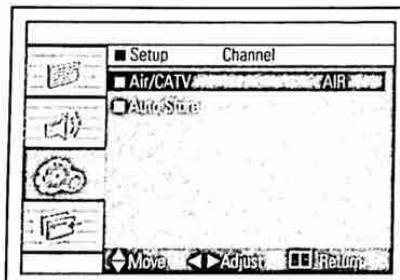 Setup Channel
Air/CATV AIR
Auto Store
Move Adjust Return